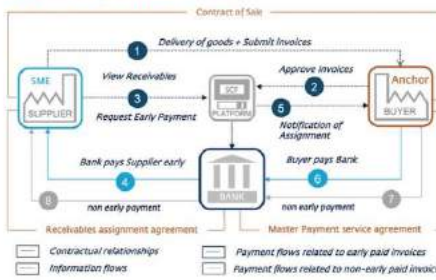 Contract of Sale
1
Delivery of goods + Submit Invoices
SME
SUPPLIER
View Receivables
3
Request Early Payment
SCF
PLATFORM
Approve Invoices
2
5
Notification of
Assignment
Anchor
BUYER
Bank pays Supplier early
4
BANK
Buyer pays Bank
6
8
non early payment
non early payment
7
Receivables assignment agreement
Master Payment service agreement
Contractual relationships
Payment flows related to early paid invoices
Information flows
Payment flows related to non-early paid invoic